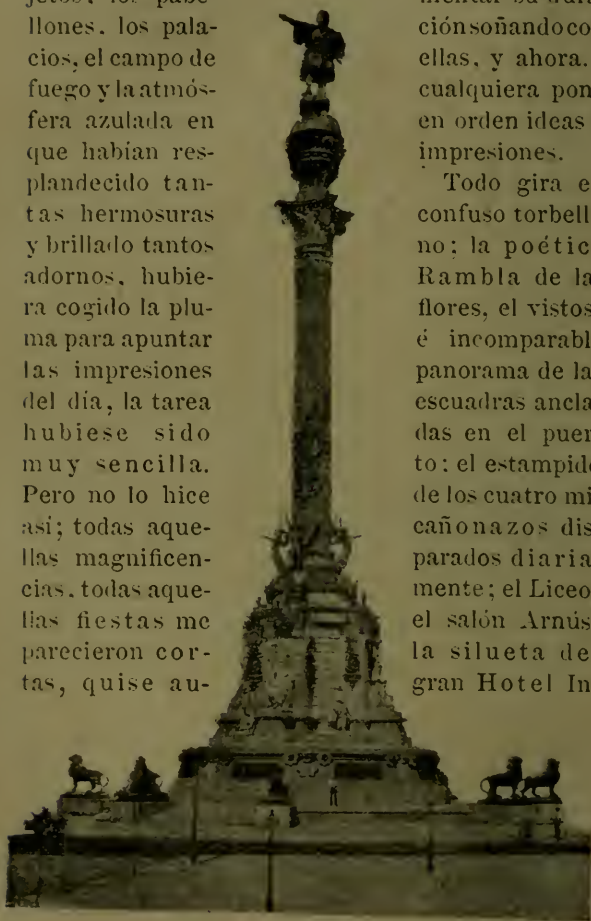 llones. los pala-
cios, el campo de
fuego y la atmós-
fera azulada en
que habían res-
plandecido tan-
tas hermosuras
y brillado tantos
adornos, hubie-
ra cogido la plu-
ma para apuntar
las impresiones
del día, la tarea
hubiese sido
muy sencilla.
Pero no lo hice
así; todas aque-
llas magnificen-
cias, todas aque-
llas fiestas me
parecieron cor-
tas, quise au-
ción soñando co
ellas, y ahora.
cualquiera pon
en orden ideas
impresiones.
Todo gira e
confuso torbell
no; la poétic
Rambla de la
flores, el vistos
é incomparabl
panorama de la
escuadras ancla
das en el puer
to; el estampid
de los cuatro mi
cañonazos dis
parados diaria
mente; el Liceo
el salón Arnús
la silueta de
gran Hotel In